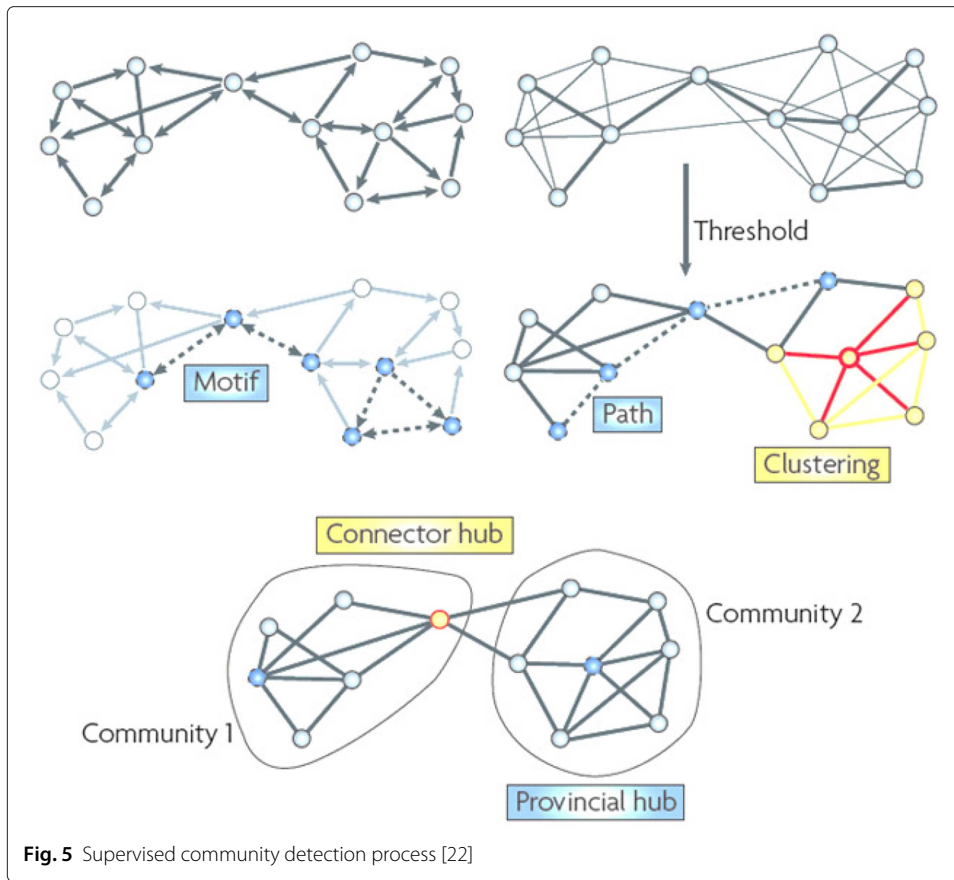 Threshold
Motif
Path
Clustering
Connector hub
Community 2
Community 1
Provincial hub
Fig. 5 Supervised community detection process [22]